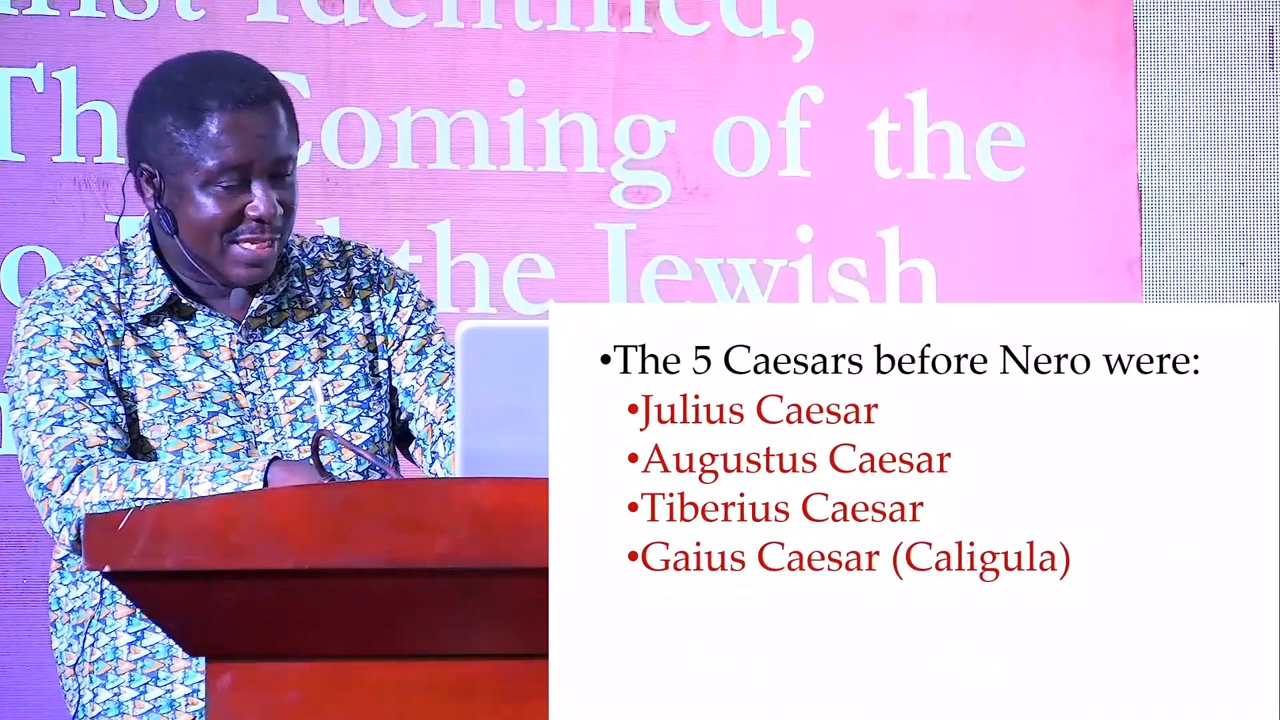 Identified,
Coming of the
the Jewish
•The 5 Caesars before Nero were:
•Julius Caesar
•Augustus Caesar
•Tiberius Caesar
•Gaius Caesar (Caligula)